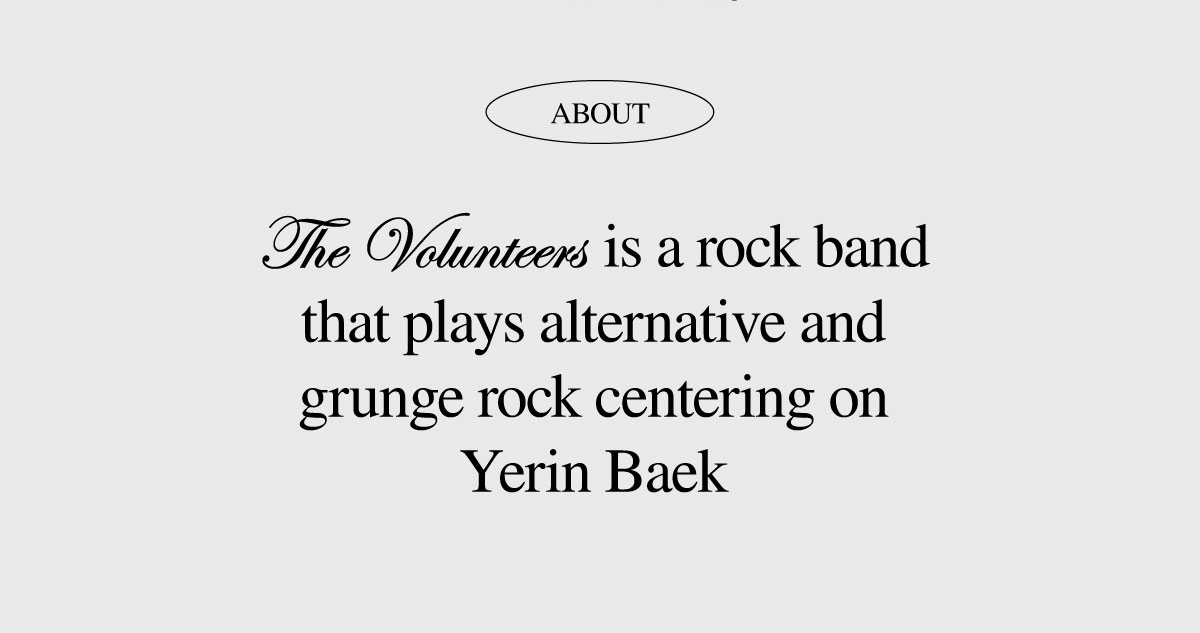 ABOUT
The Volunteers is a rock band
that plays alternative and
grunge rock centering on
Yerin Baek